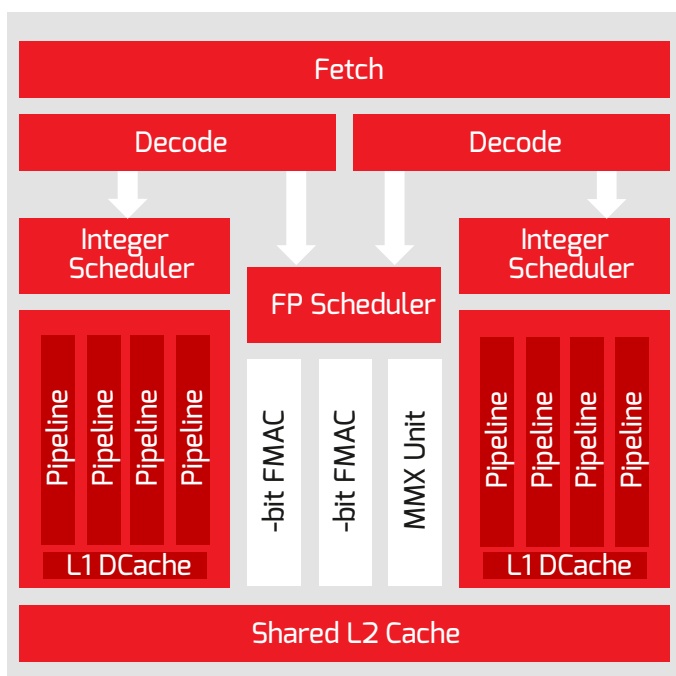 Fetch
Decode
Decode
Integer
Scheduler
Integer
Scheduler
FP Scheduler
Pipeline
Pipeline
Pipeline
Pipeline
L1 DCache
-bit FMAC
-bit FMAC
MMX Unit
Pipeline
Pipeline
Pipeline
Pipeline
L1 DCache
Shared L2 Cache